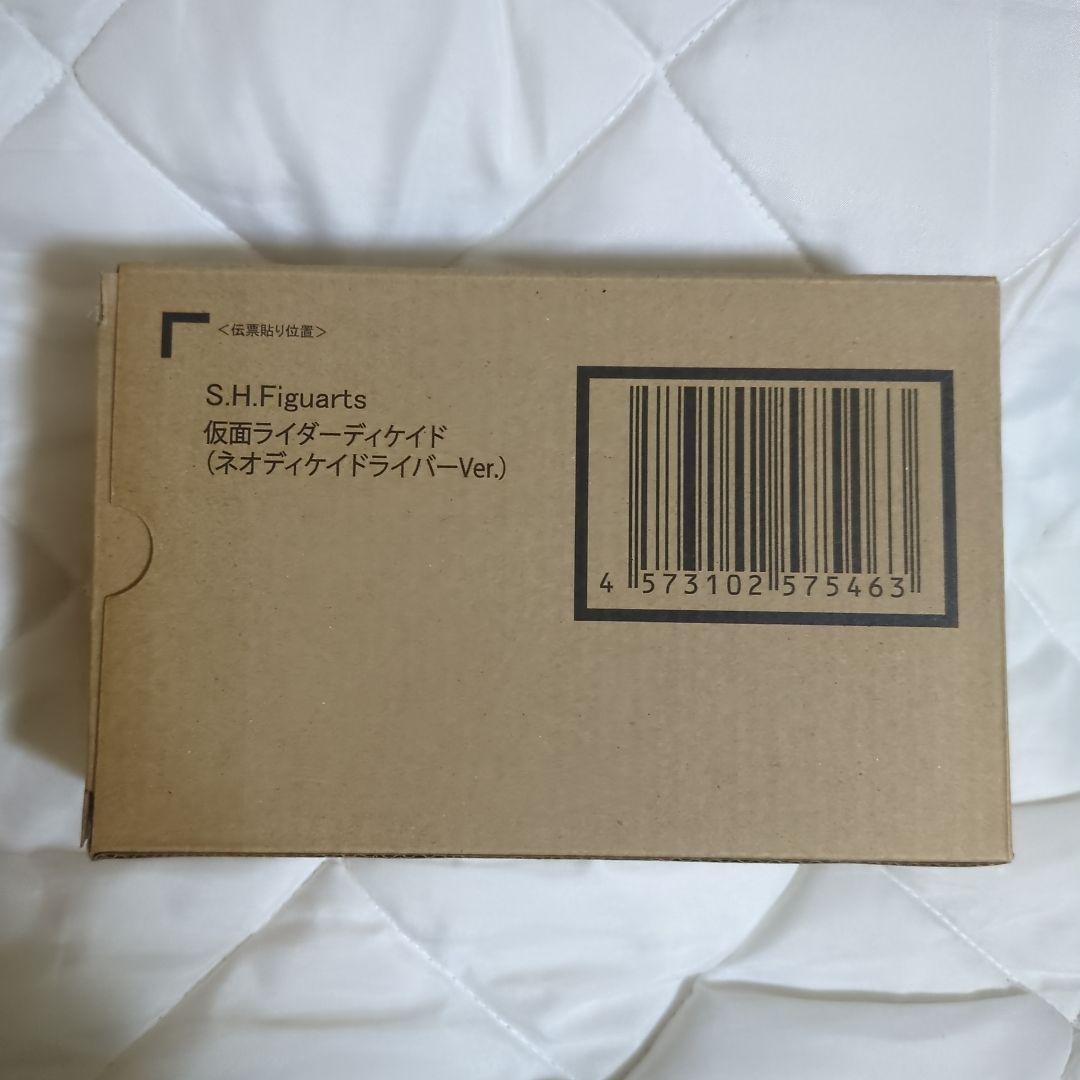 <伝票貼り位置>
S.H.Figuarts
仮面ライダーディケイド
(ネオディケイドライバーVer.)
4 573102 575463